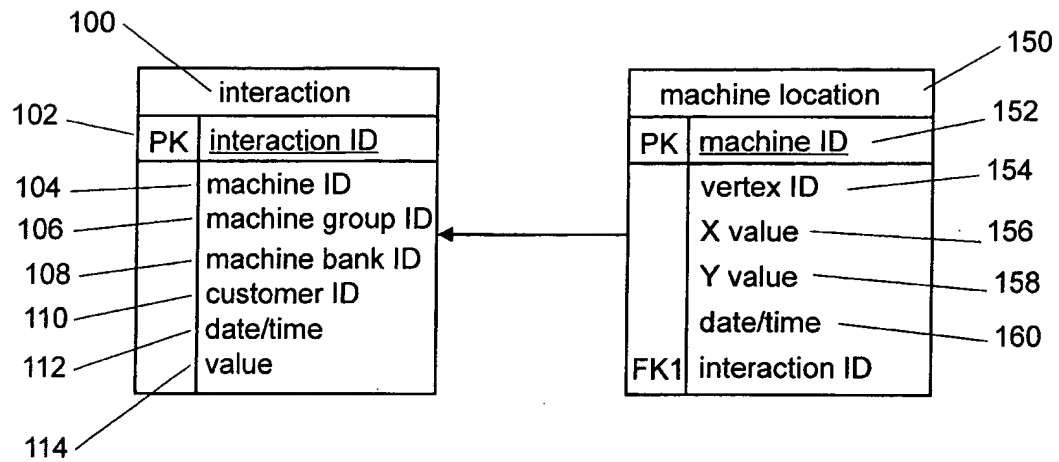 100
interaction
102
PK interaction ID
104
machine ID
106
machine group ID
108
machine bank ID
110
customer ID
112
date/time
114
value
150
machine location
152
PK machine ID
154
vertex ID
156
X value
158
Y value
160
date/time
FK1 interaction ID